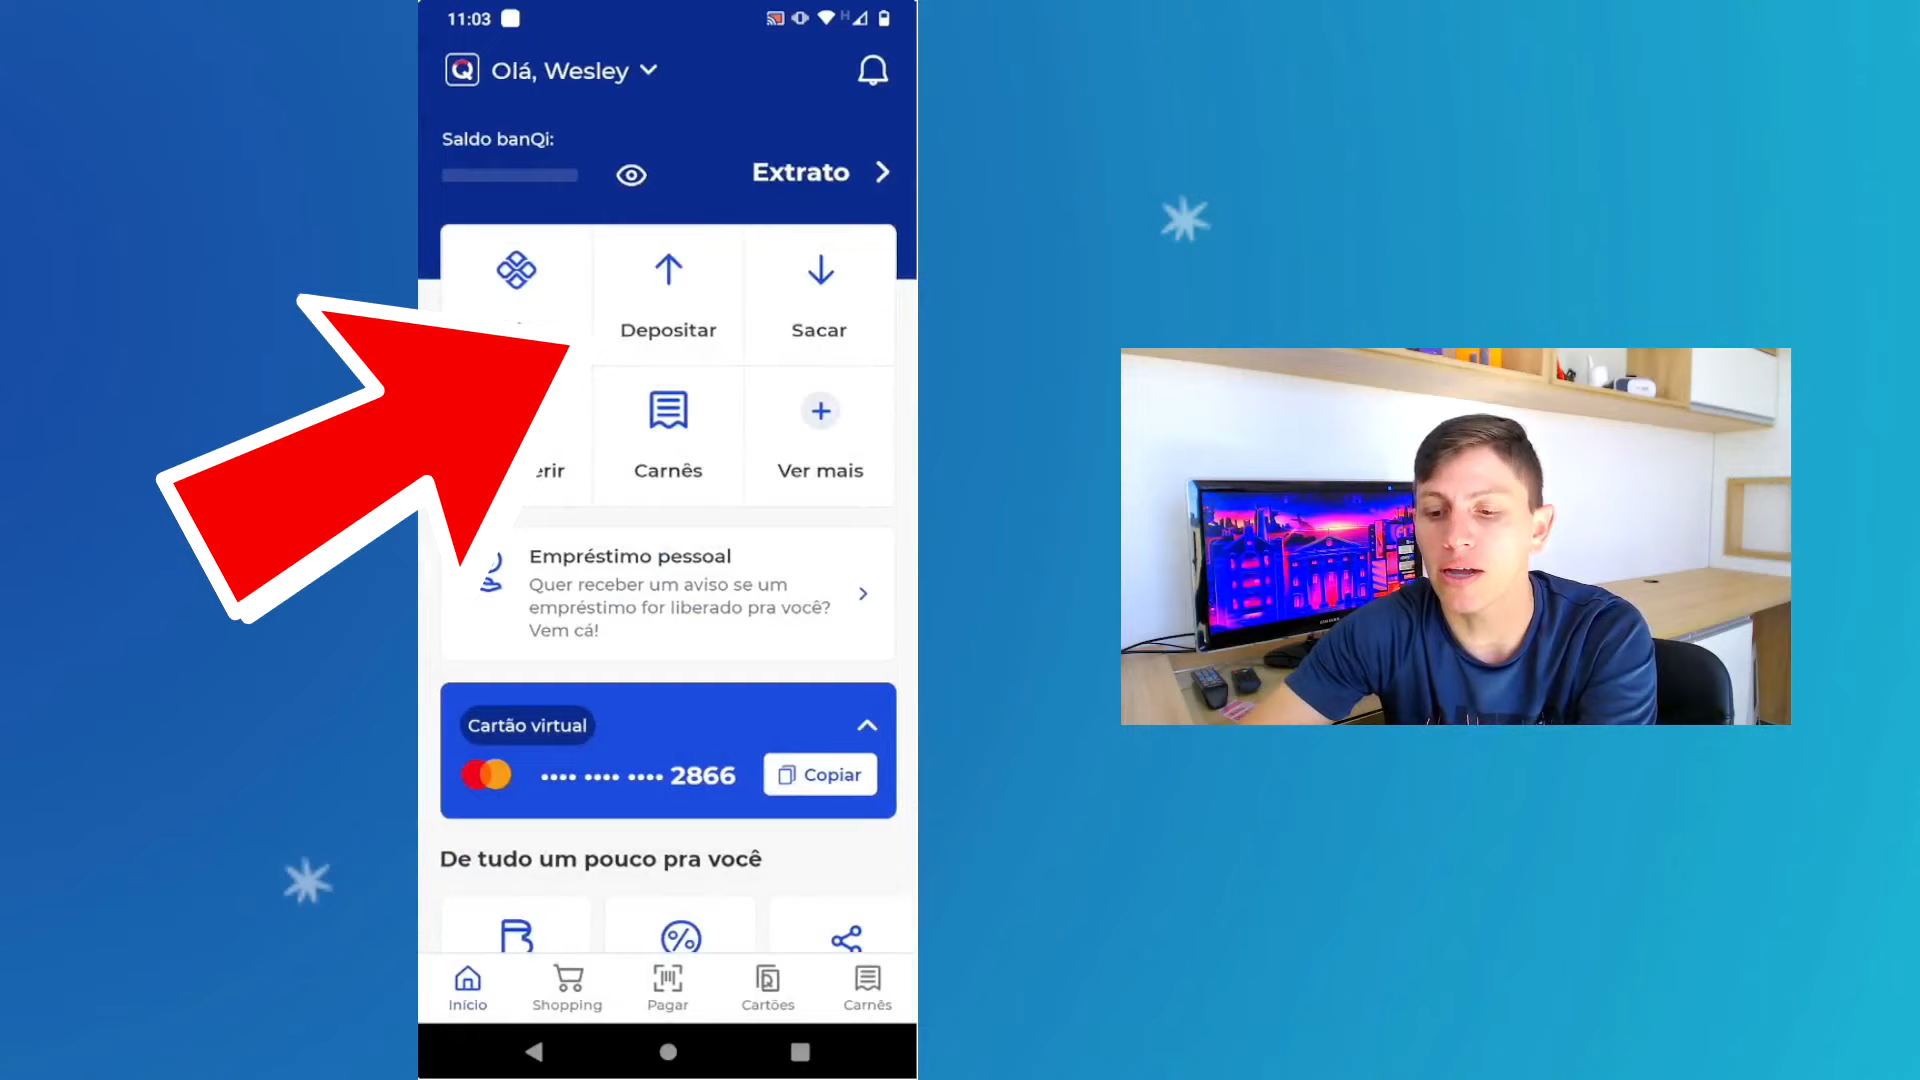 11:03
Olá, Wesley
Saldo banQi:
Extrato
Depositar
Sacar
Carnês
Ver mais
Empréstimo pessoal
Quer receber um aviso se um
empréstimo for liberado pra você?
Vem cá!
Cartão virtual
•••• •••• •••• 2866
Copiar
De tudo um pouco pra você
Início
Shopping
Pagar
Cartões
Carnês